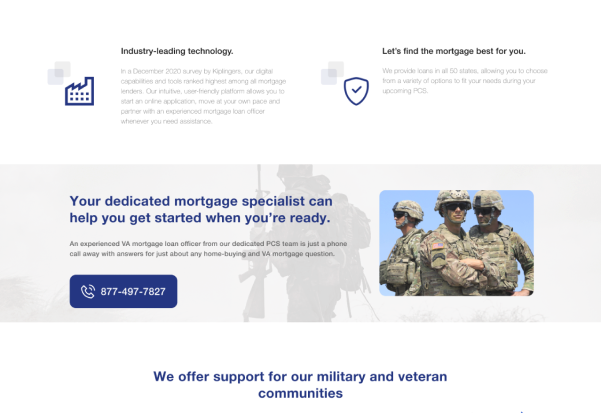 Industry-leading technology.
In a December 2020 survey by Kiplingers, our digital
capabilities and tools ranked highest among all mortgage
lenders. Our intuitive, user-friendly platform allows you to
start an online application, move at your own pace and
partner with an experienced mortgage loan officer
whenever you need assistance.
Let's find the mortgage best for you.
We provide loans in all 50 states, allowing you to choose
from a variety of options to fit your needs during your
upcoming PCS.
Your dedicated mortgage specialist can
help you get started when you're ready.
An experienced VA mortgage loan officer from our dedicated PCS team is just a phone
call away with answers for just about any home-buying and VA mortgage question.
877-497-7827
We offer support for our military and veteran
communities